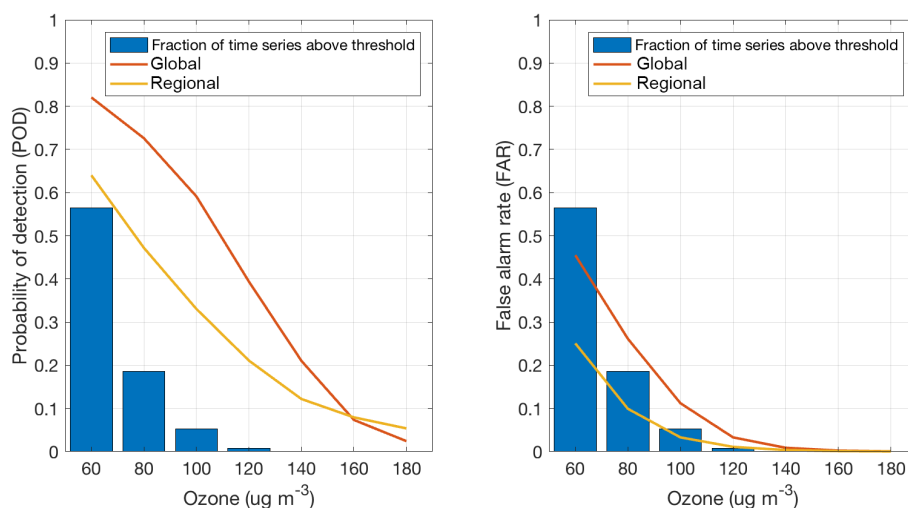 1
0.9
0.8
0.7
0.6
0.5
0.4
0.3
0.2
0.1
0
Probability of detection (POD)
Fraction of time series above threshold
Global
Regional
60 80 100 120 140 160 180
Ozone (ug m-3)
1
0.9
0.8
0.7
0.6
0.5
0.4
0.3
0.2
0.1
0
False alarm rate (FAR)
Fraction of time series above threshold
Global
Regional
60 80 100 120 140 160 180
Ozone (ug m-3)